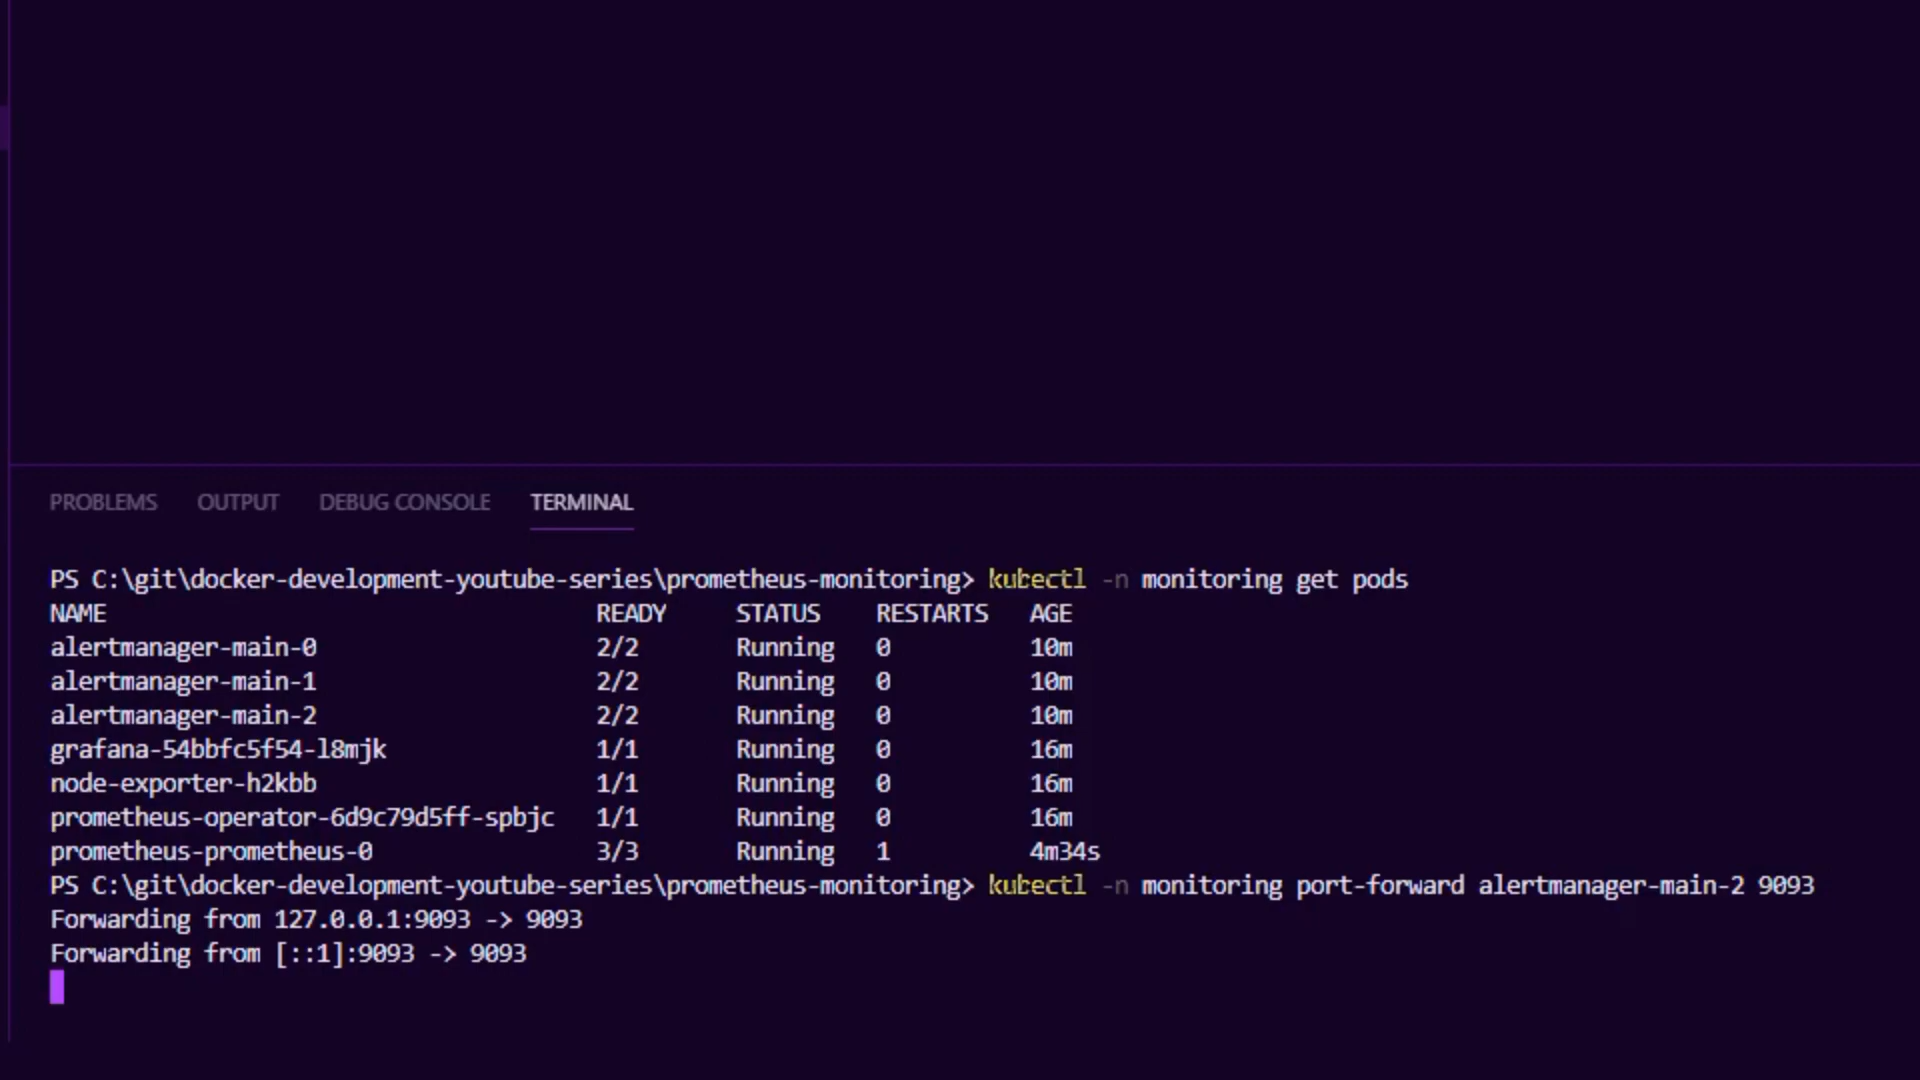 PROBLEMS OUTPUT DEBUG CONSOLE TERMINAL
PS C:\git\docker-development-youtube-series\prometheus-monitoring> kubectl -n monitoring get pods
NAME READY STATUS RESTARTS AGE
alertmanager-main-0 2/2 Running 0 10m
alertmanager-main-1 2/2 Running 0 10m
alertmanager-main-2 2/2 Running 0 10m
grafana-54bbfc5f54-l8mjk 1/1 Running 0 16m
node-exporter-h2kbb 1/1 Running 0 16m
prometheus-operator-6d9c79d5ff-spbjc 1/1 Running 0 16m
prometheus-prometheus-0 3/3 Running 1 4m34s
PS C:\git\docker-development-youtube-series\prometheus-monitoring> kubectl -n monitoring port-forward alertmanager-main-2 9093
Forwarding from 127.0.0.1:9093 -> 9093
Forwarding from [::1]:9093 -> 9093